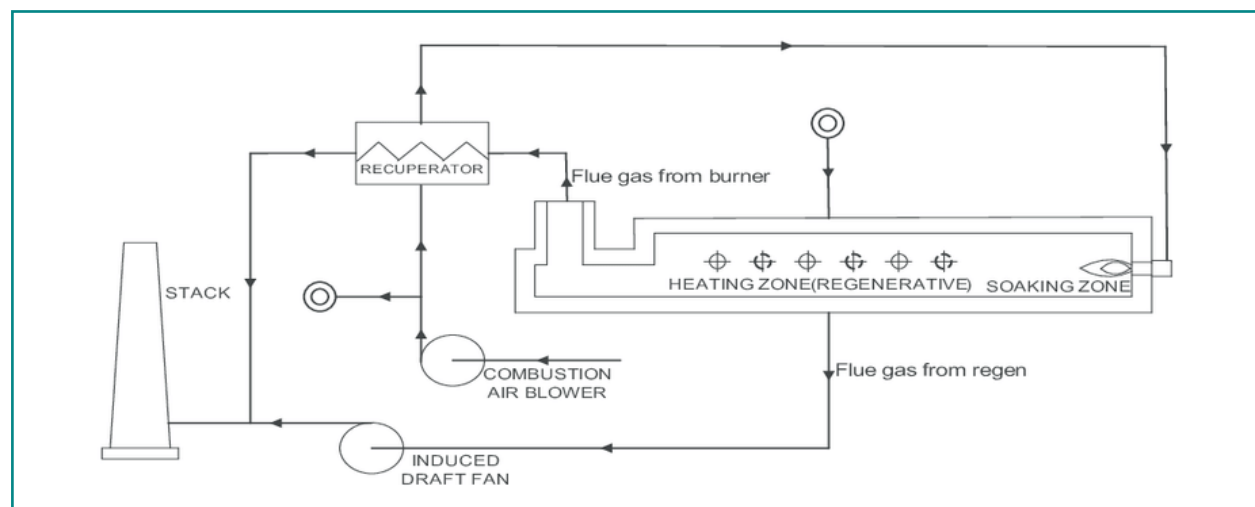 RECUPERATOR
Flue gas from burner
STACK
HEATING ZONE(REGENERATIVE)
SOAKING ZONE
COMBUSTION
AIR BLOWER
Flue gas from regen
INDUCED
DRAFT FAN